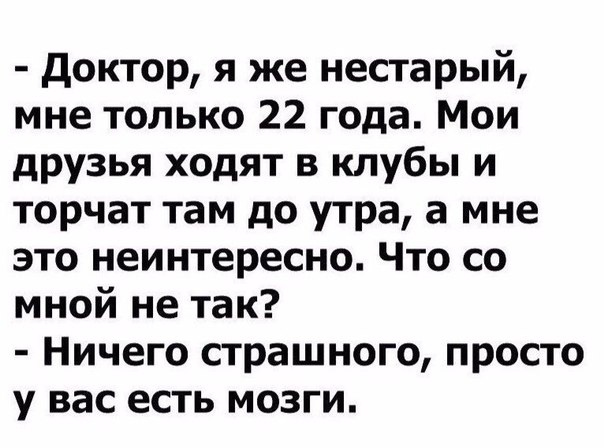 - Доктор, я же нестарый,
мне только 22 года. Мои
друзья ходят в клубы и
торчат там до утра, а мне
это неинтересно. Что со
мной не так?
- Ничего страшного, просто
у вас есть мозги.